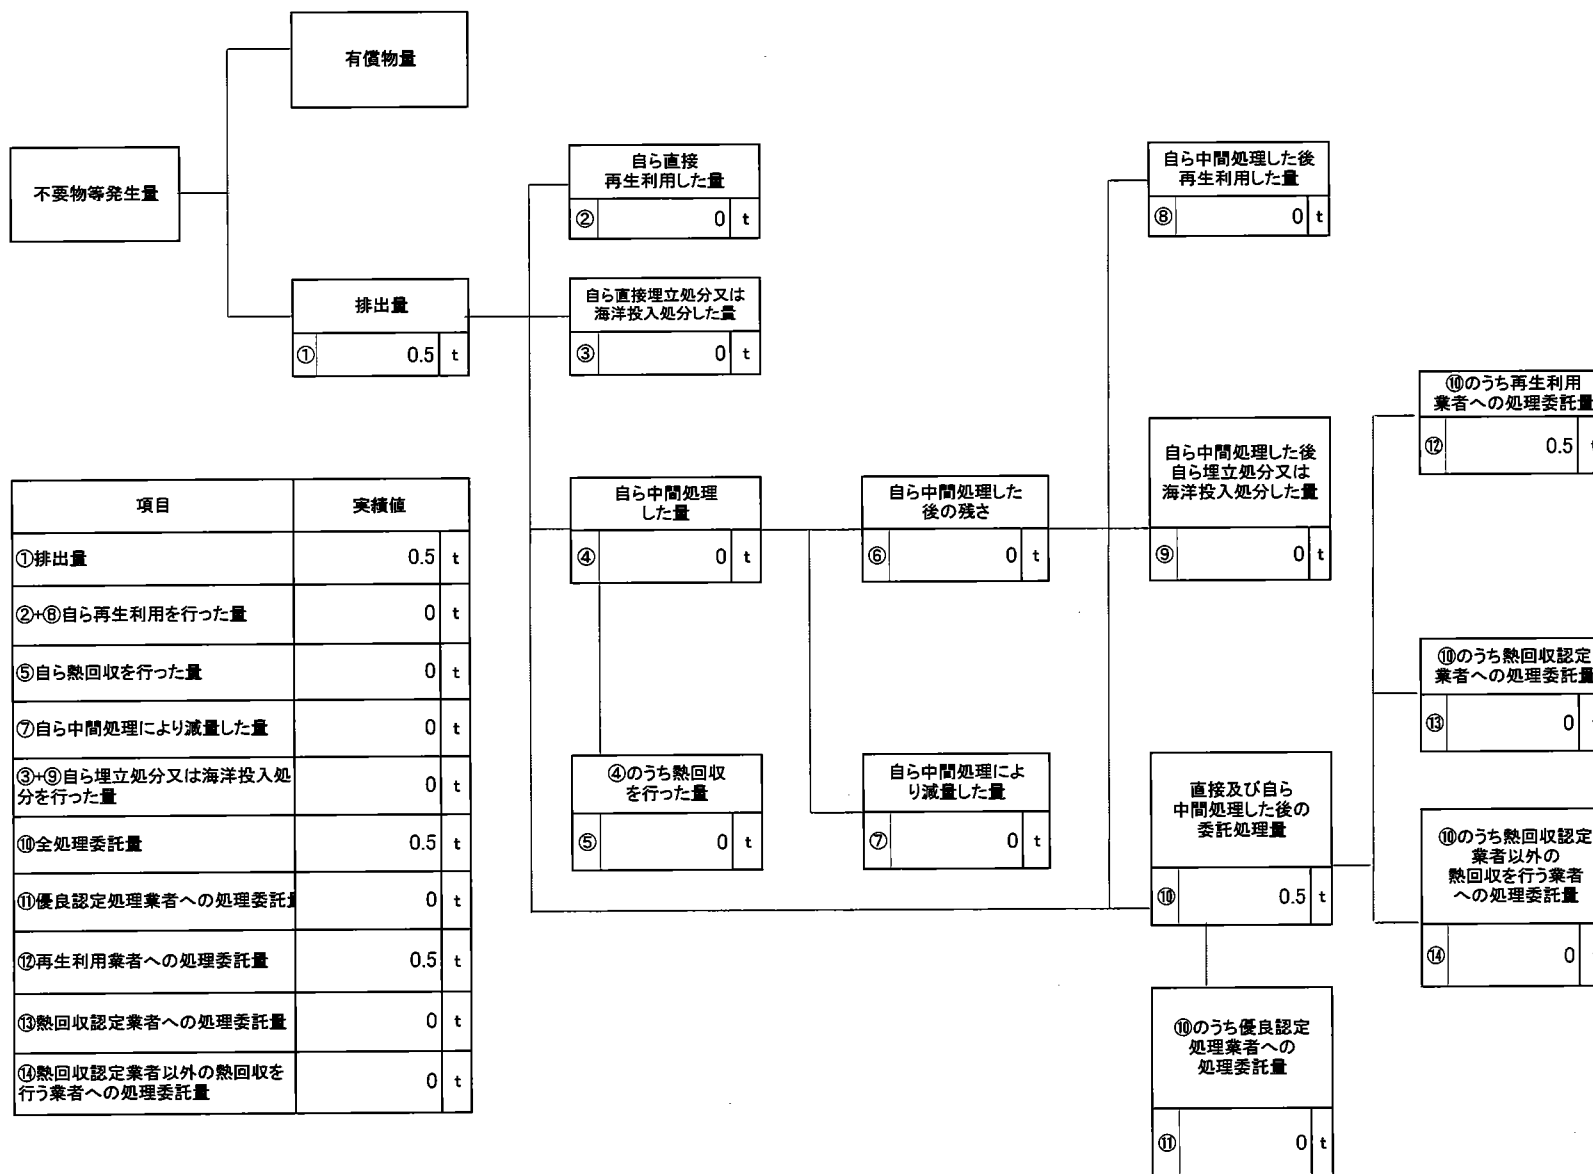 有償物量
不要物等発生量
排出量
① 0.5 t
自ら直接
再生利用した量
② 0 t
自ら直接埋立処分又は
海洋投入処分した量
③ 0 t
自ら中間処理
した量
④ 0 t
④のうち熱回収
を行った量
⑤ 0 t
自ら中間処理した
後の残さ
⑥ 0 t
自ら中間処理によ
り減量した量
⑦ 0 t
自ら中間処理した後
再生利用した量
⑧ 0 t
自ら中間処理した後
自ら埋立処分又は
海洋投入処分した量
⑨ 0 t
直接及び自ら
中間処理した後の
委託処理量
⑩ 0.5 t
⑩のうち優良認定
処理業者への
処理委託量
⑪ 0 t
⑩のうち再生利用
業者への処理委託量
⑫ 0.5
⑩のうち熱回収認定
業者への処理委託量
⑬ 0
⑩のうち熱回収認定
業者以外の
熱回収を行う業者
への処理委託量
⑭ 0
項目 実績値
①排出量 0.5 t
②+⑧自ら再生利用を行った量 0 t
⑤自ら熱回収を行った量 0 t
⑦自ら中間処理により減量した量 0 t
③+⑨自ら埋立処分又は海洋投入処
分を行った量 0 t
⑩全処理委託量 0.5 t
⑪優良認定処理業者への処理委託 0 t
⑫再生利用業者への処理委託量 0.5 t
⑬熱回収認定業者への処理委託量 0 t
⑭熱回収認定業者以外の熱回収を
行う業者への処理委託量 0 t